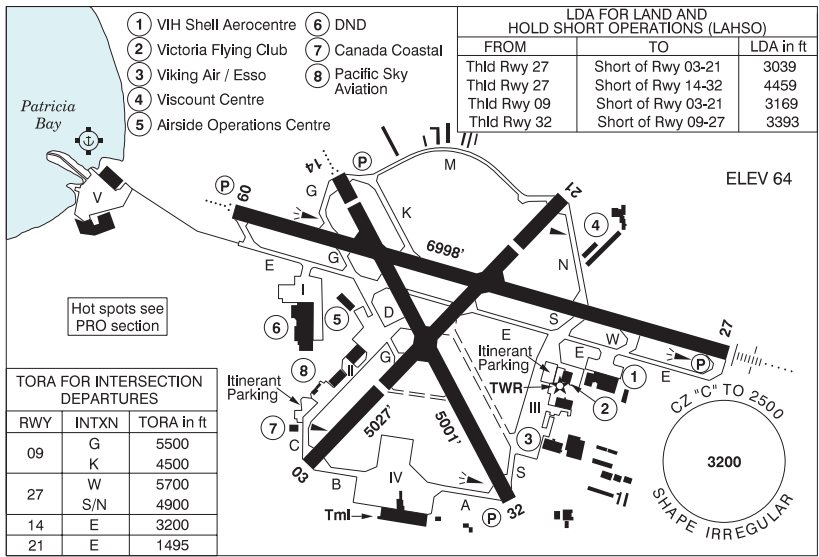 1 VIH Shell Aerocentre
2 Victoria Flying Club
3 Viking Air / Esso
4 Viscount Centre
5 Airside Operations Centre
6 DND
7 Canada Coastal
8 Pacific Sky
Aviation
LDA FOR LAND AND
HOLD SHORT OPERATIONS (LAHSO)
FROM TO LDA in ft
Thld Rwy 27 Short of Rwy 03-21 3039
Thld Rwy 27 Short of Rwy 14-32 4459
Thld Rwy 09 Short of Rwy 03-21 3169
Thld Rwy 32 Short of Rwy 09-27 3393
Patricia
Bay
V
ELEV 64
14
P
M
21
P
09
G
K
4
6998'
N
E
G
I
Hot spots see
PRO section
6
5
D
S
E
W
27
P
E
E
Itinerant
Parking
1
TWR
2
8
II
G
Itinerant
Parking
III
7
C
5027'
5001'
3
03
B
IV
A
S
Tml
P
32
CZ "C" TO 2500
3200
SHAPE IRREGULAR
TORA FOR INTERSECTION
DEPARTURES
RWY INTXN TORA in ft
09 G 5500
K 4500
27 W 5700
S/N 4900
14 E 3200
21 E 1495